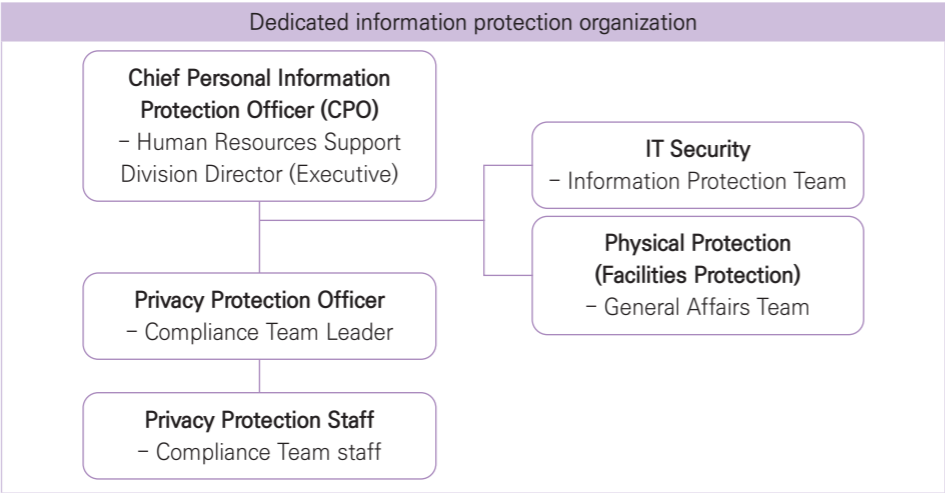 Dedicated information protection organization
Chief Personal Information
Protection Officer (CPO)
– Human Resources Support
Division Director (Executive)
IT Security
– Information Protection Team
Physical Protection
(Facilities Protection)
– General Affairs Team
Privacy Protection Officer
– Compliance Team Leader
Privacy Protection Staff
– Compliance Team staff